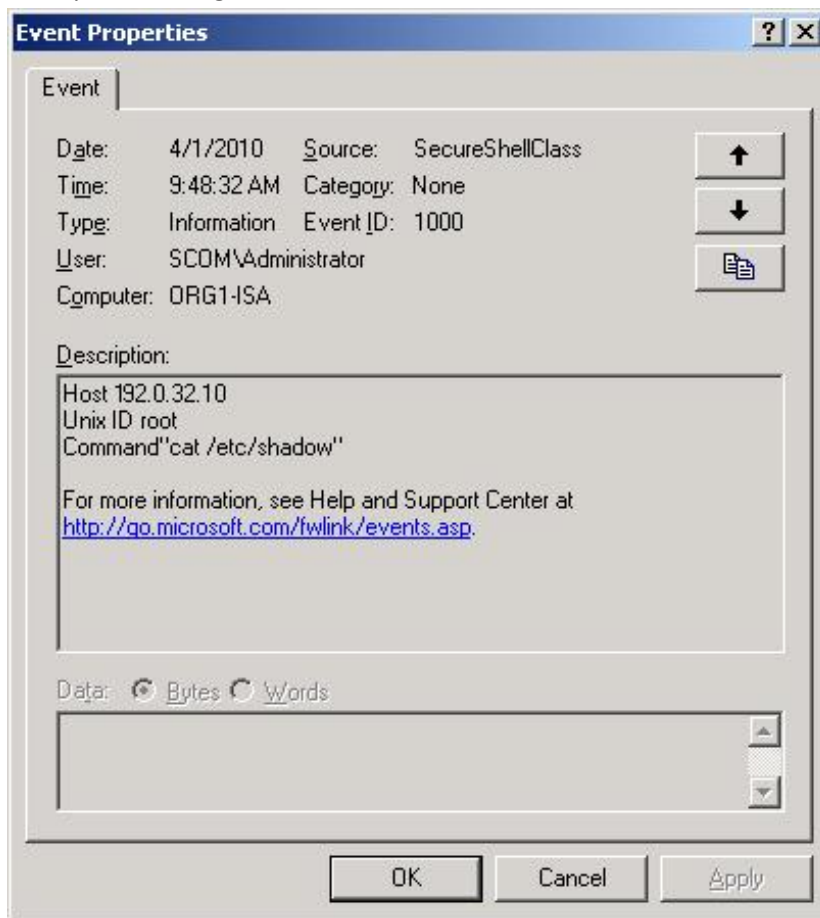 Event Properties
Event
Date: 4/1/2010 Source: SecureShellClass
Time: 9:48:32 AM Category: None
Type: Information Event ID: 1000
User: SCOM\Administrator
Computer: ORG1-ISA
Description:
Host 192.0.32.10
Unix ID root
Command"cat /etc/shadow"
For more information, see Help and Support Center at
http://go.microsoft.com/fwlink/events.asp.
Data: Bytes Words
OK Cancel Apply